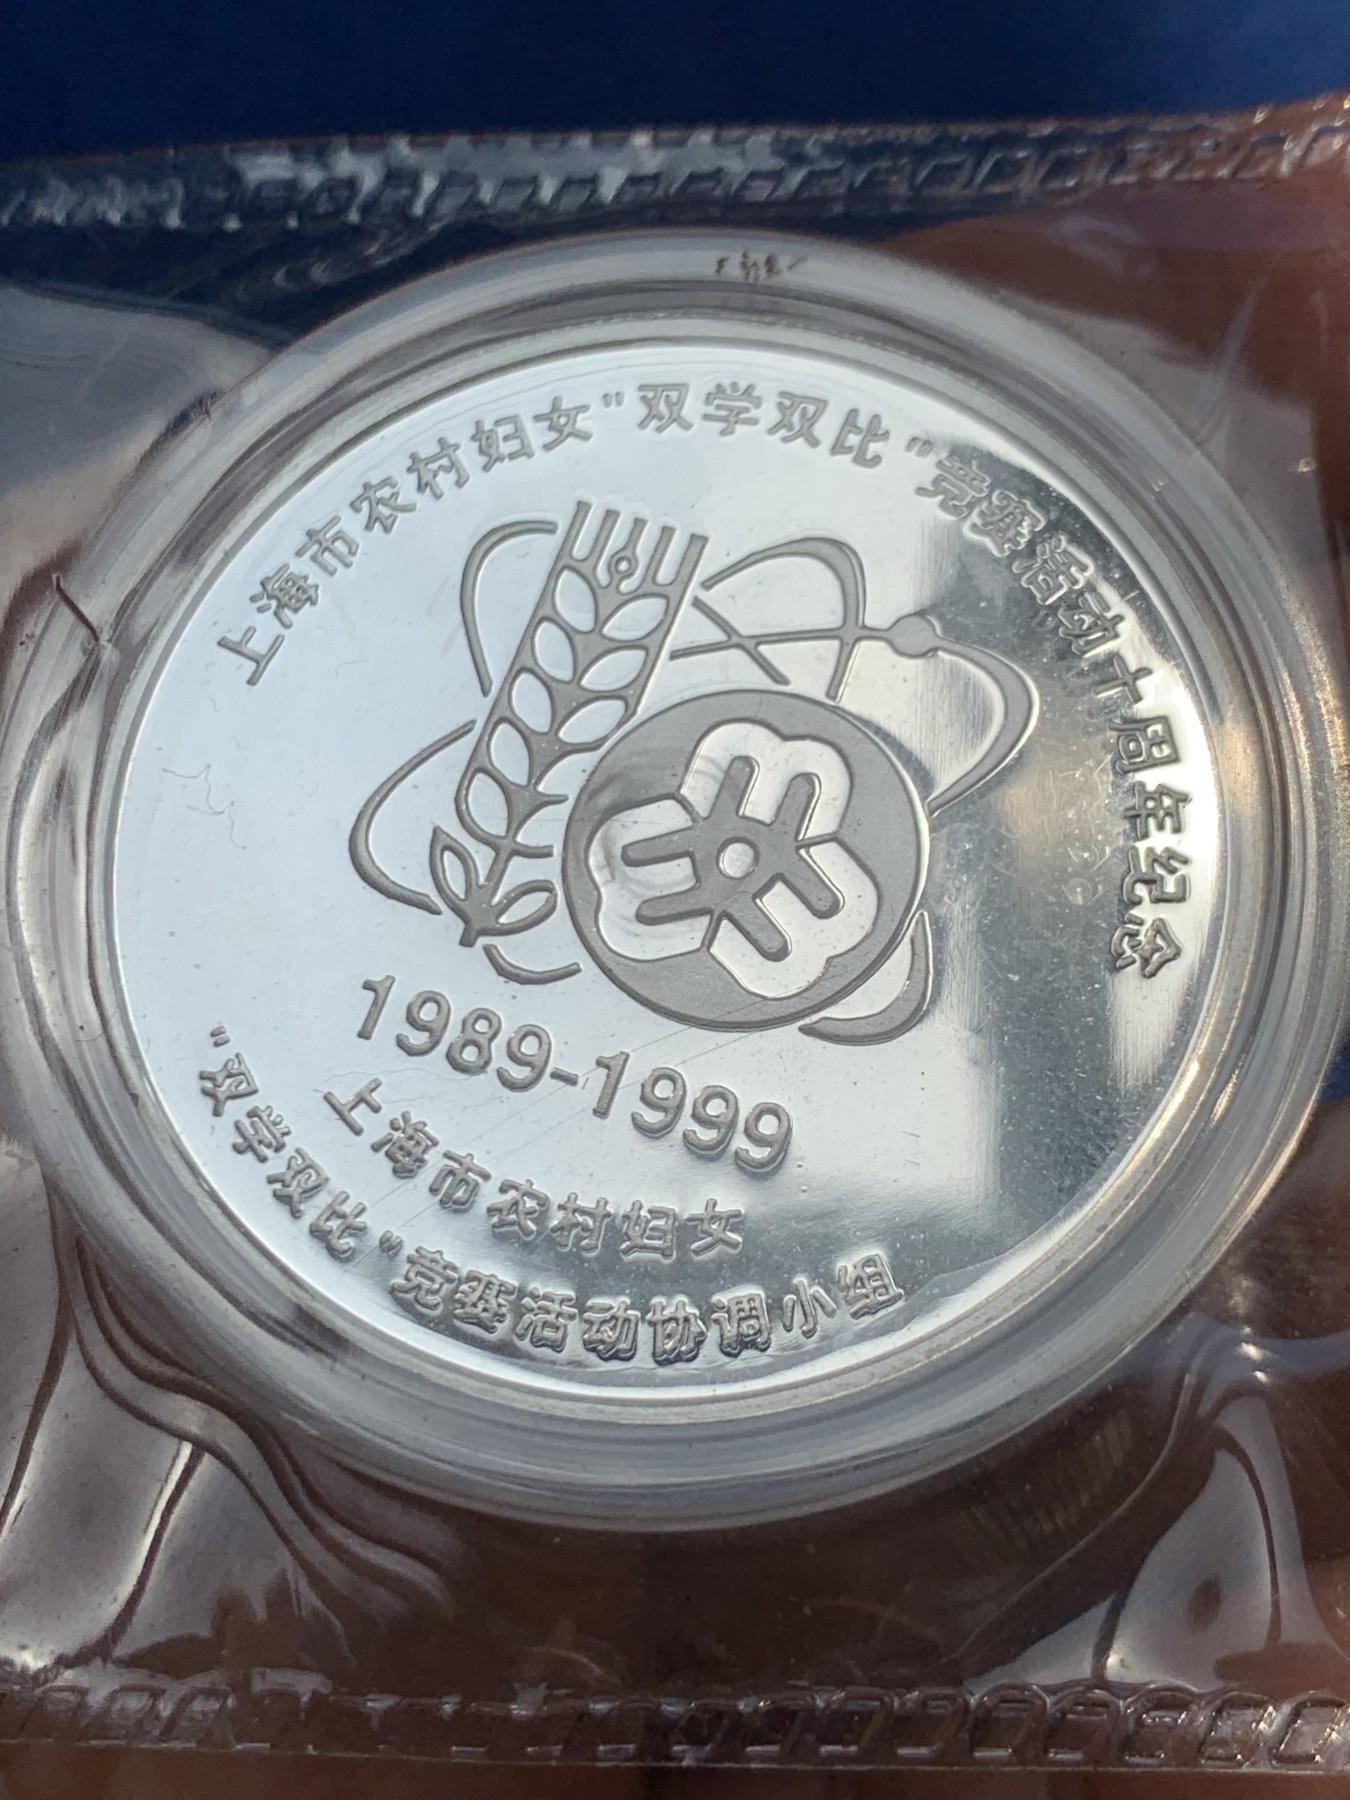 上海市农村妇女"双学双比"竞赛活动十周年纪念
1989-1999
上海市农村妇女
"双学双比"竞赛活动协调小组